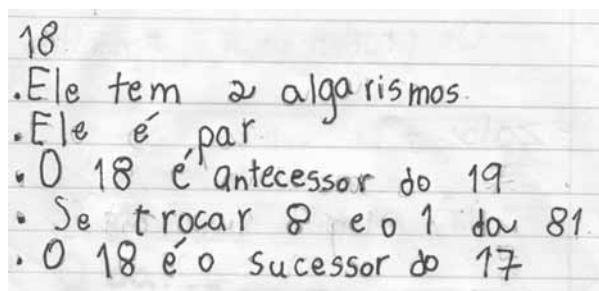 18
.Ele tem 2 algarismos.
.Ele é par
.O 18 é antecessor do 19
. Se trocar 8 e o 1 da 81.
. O 18 é o sucessor do 17